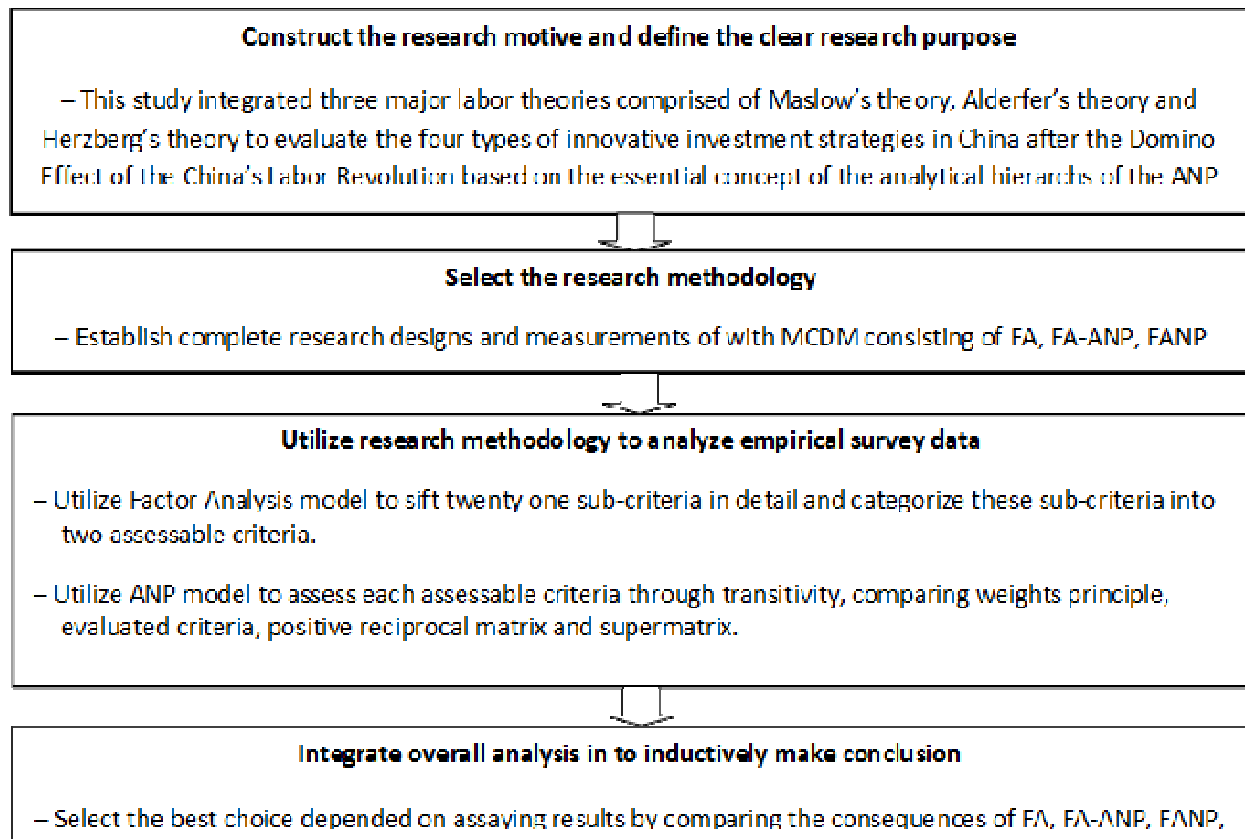 Construct the research motive and define the clear research purpose
– This study integrated three major labor theories comprised of Maslow's theory, Alderfer's theory and
Herzberg's theory to evaluate the four types of innovative investment strategies in China after the Domino
Effect of the China's Labor Revolution based on the essential concept of the analytical hierarchs of the ANP
Select the research methodology
– Establish complete research designs and measurements of with MCDM consisting of FA, FA-ANP, FANP
Utilize research methodology to analyze empirical survey data
– Utilize Factor Analysis model to sift twenty one sub-criteria in detail and categorize these sub-criteria into
two assessable criteria.
– Utilize ANP model to assess each assessable criteria through transitivity, comparing weights principle,
evaluated criteria, positive reciprocal matrix and supermatrix.
Integrate overall analysis in to inductively make conclusion
– Select the best choice depended on assaying results by comparing the consequences of FA, FA-ANP, FANP,